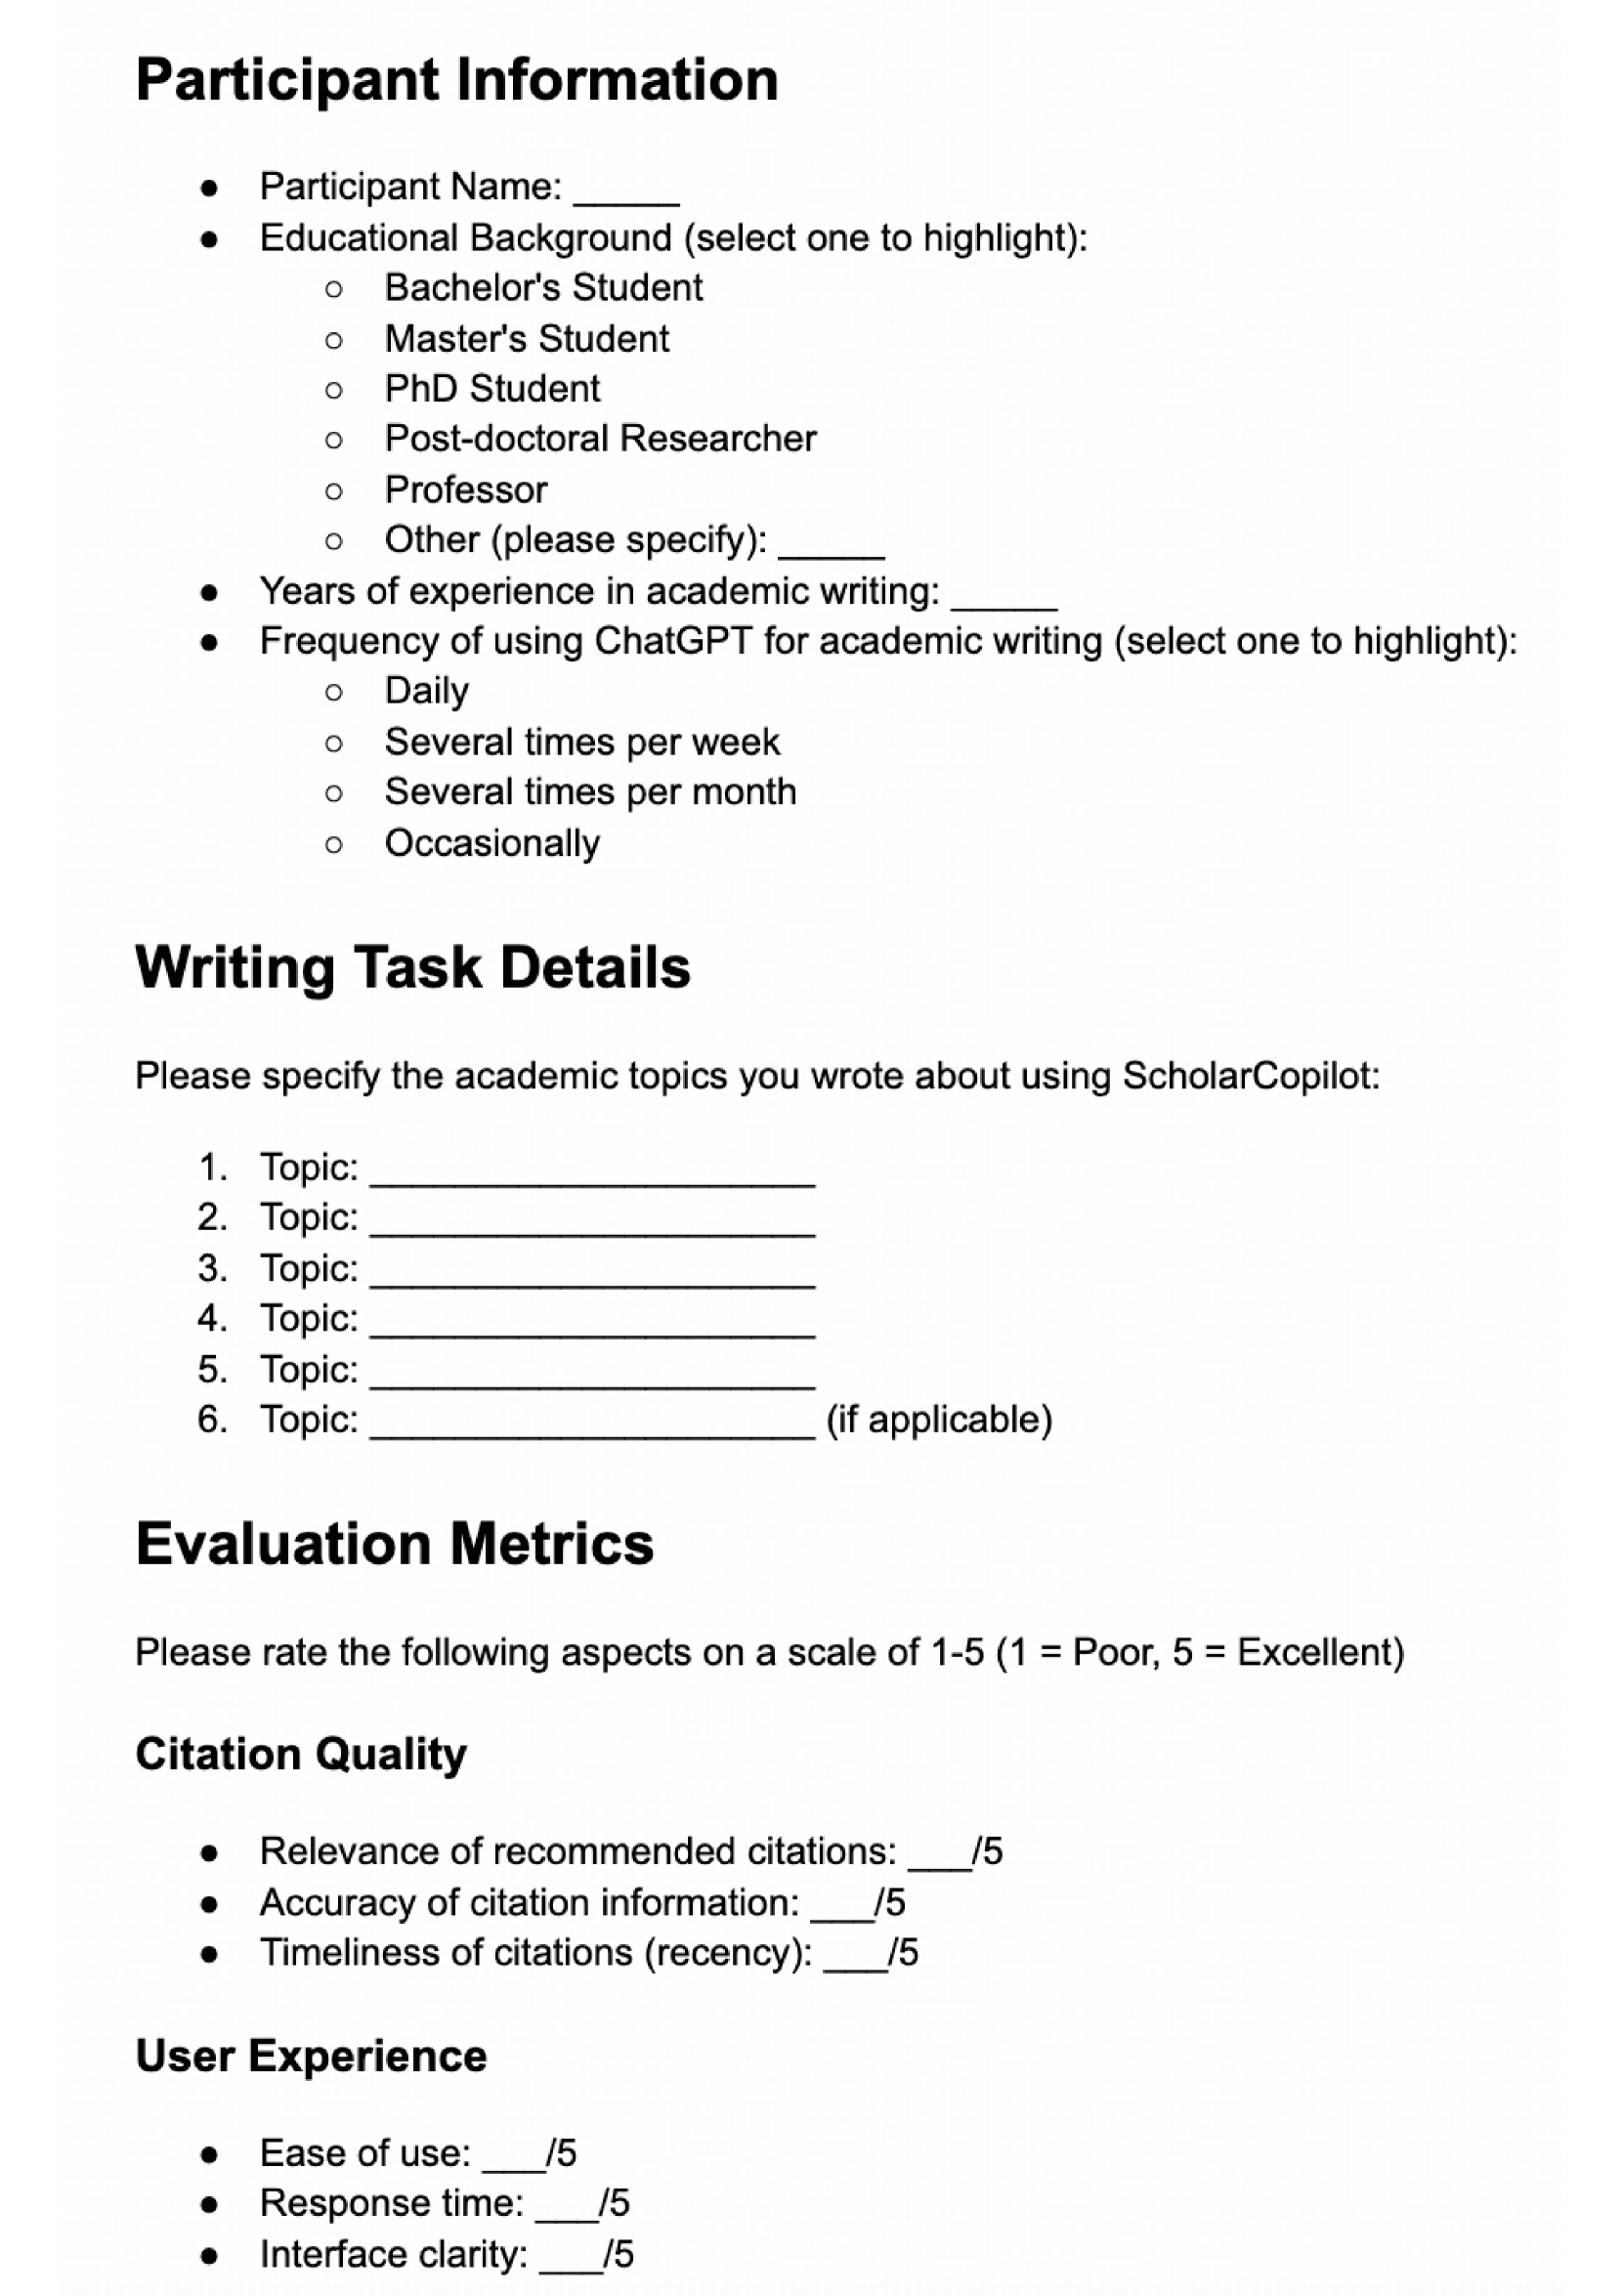 Participant Information
● Participant Name: _____
● Educational Background (select one to highlight):
○ Bachelor's Student
○ Master's Student
○ PhD Student
○ Post-doctoral Researcher
○ Professor
○ Other (please specify): _____
● Years of experience in academic writing: _____
● Frequency of using ChatGPT for academic writing (select one to highlight):
○ Daily
○ Several times per week
○ Several times per month
○ Occasionally
Writing Task Details
Please specify the academic topics you wrote about using ScholarCopilot:
1. Topic: _____________________
2. Topic: _____________________
3. Topic: _____________________
4. Topic: _____________________
5. Topic: _____________________
6. Topic: _____________________ (if applicable)
Evaluation Metrics
Please rate the following aspects on a scale of 1-5 (1 = Poor, 5 = Excellent)
Citation Quality
● Relevance of recommended citations: ___/5
● Accuracy of citation information: ___/5
● Timeliness of citations (recency): ___/5
User Experience
● Ease of use: ___/5
● Response time: ___/5
● Interface clarity: ___/5